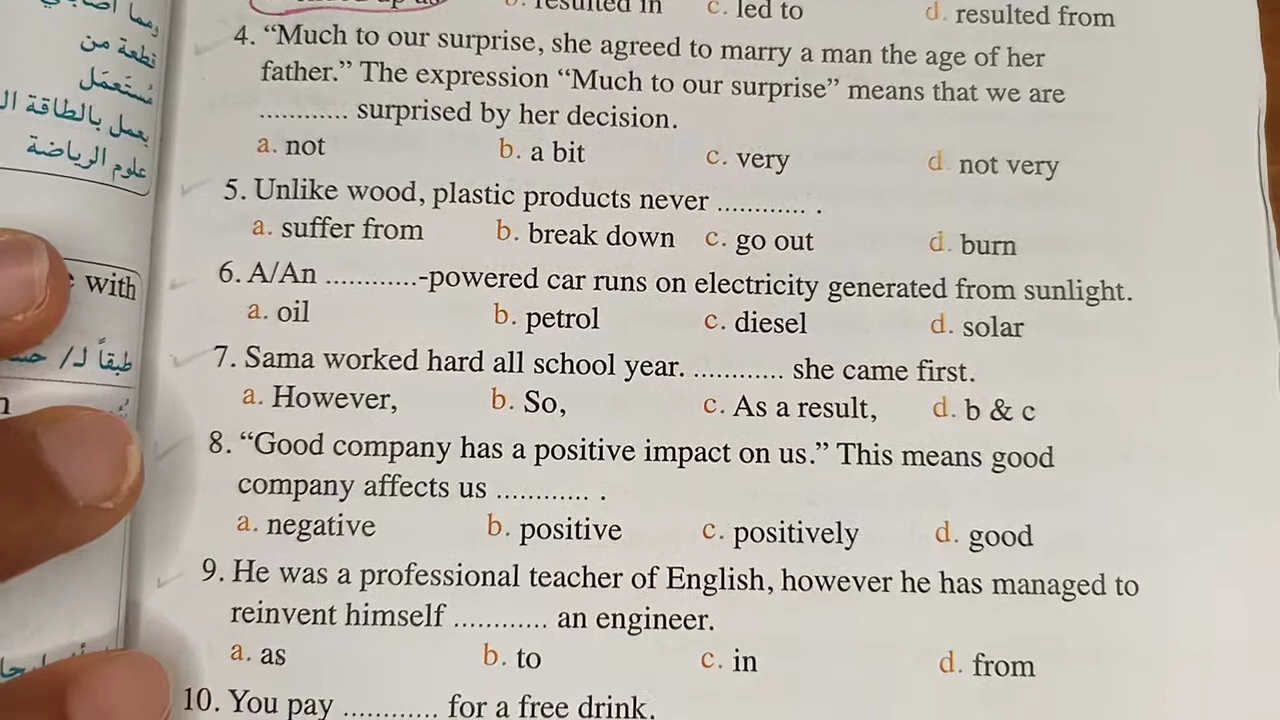 resulted in c. led to d. resulted from
4. “Much to our surprise, she agreed to marry a man the age of her
father.” The expression “Much to our surprise” means that we are
............ surprised by her decision.
a. not b. a bit c. very d. not very
5. Unlike wood, plastic products never ............ .
a. suffer from b. break down c. go out d. burn
6. A/An ............-powered car runs on electricity generated from sunlight.
a. oil b. petrol c. diesel d. solar
7. Sama worked hard all school year. ............ she came first.
a. However, b. So, c. As a result, d. b & c
8. “Good company has a positive impact on us.” This means good
company affects us ............ .
a. negative b. positive c. positively d. good
9. He was a professional teacher of English, however he has managed to
reinvent himself ............ an engineer.
a. as b. to c. in d. from
10. You pay ............ for a free drink.
قطعة من
مُستَعمَل
يعمل بالطاقة
علوم الرياضة
with
طبقاً لـ/